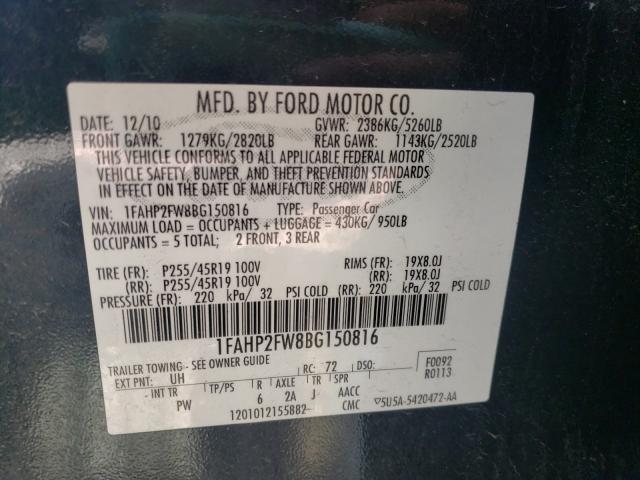 MFD. BY FORD MOTOR CO.
DATE: 12/10 GVWR: 2386KG/5260LB
FRONT GAWR: 1279KG/2820LB REAR GAWR: 1143KG/2520LB
THIS VEHICLE CONFORMS TO ALL APPLICABLE FEDERAL MOTOR
VEHICLE SAFETY, BUMPER, AND THEFT PREVENTION STANDARDS
IN EFFECT ON THE DATE OF MANUFACTURE SHOWN ABOVE.
VIN: 1FAHP2FW8BG150816 TYPE: Passenger Car
MAXIMUM LOAD = OCCUPANTS + LUGGAGE = 430KG/950LB
OCCUPANTS = 5 TOTAL; 2 FRONT, 3 REAR
TIRE (FR): P255/45R19 100V RIMS (FR): 19X8.0J
(RR): P255/45R19 100V (RR): 19X8.0J
PRESSURE (FR): 220 kPa/ 32 PSI COLD (RR): 220 kPa/ 32 PSI COLD
1FAHP2FW8BG150816
TRAILER TOWING - SEE OWNER GUIDE
EXT PNT: UH RC: 72 DSO: F0092
R0113
INT TR TP/PS R AXLE TR SPR
PW 6 2A J AACC
1201012155882 CMC 5U5A-5420472-AA